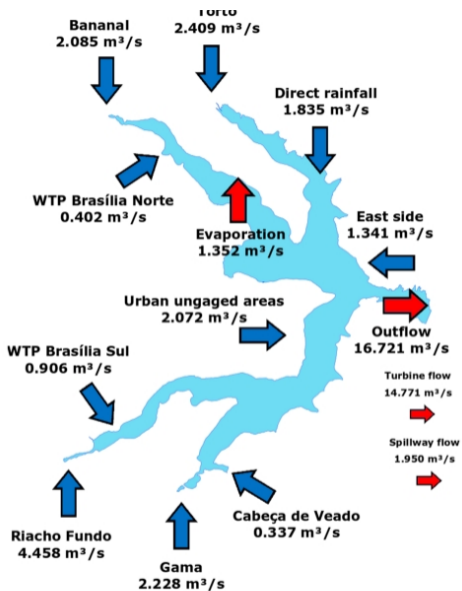 Bananal
2.085 m³/s
Torto
2.409 m³/s
Direct rainfall
1.835 m³/s
WTP Brasília Norte
0.402 m³/s
Evaporation
1.352 m³/s
East side
1.341 m³/s
Urban ungaged areas
2.072 m³/s
Outflow
16.721 m³/s
WTP Brasília Sul
0.906 m³/s
Turbine flow
14.771 m³/s
Spillway flow
1.950 m³/s
Cabeça de Veado
0.337 m³/s
Riacho Fundo
4.458 m³/s
Gama
2.228 m³/s